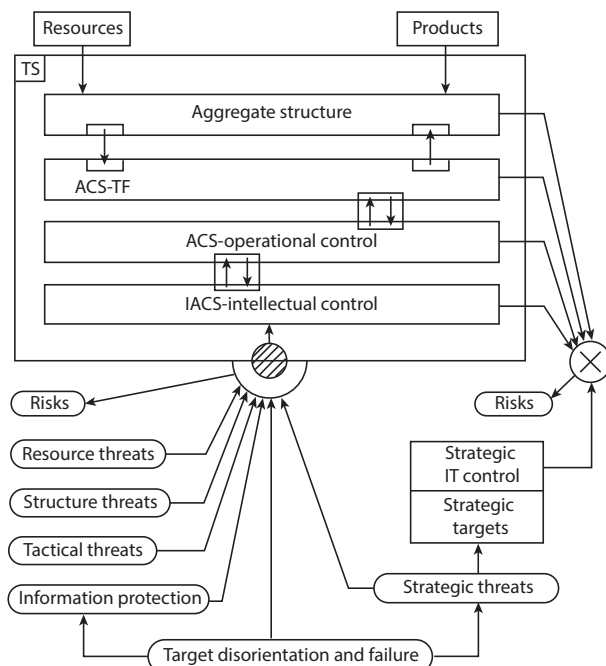 Resources
Products
TS
Aggregate structure
ACS-TF
ACS-operational control
IACS-intellectual control
Risks
Risks
Resource threats
Strategic
IT control
Structure threats
Strategic
targets
Tactical threats
Information protection
Strategic threats
Target disorientation and failure